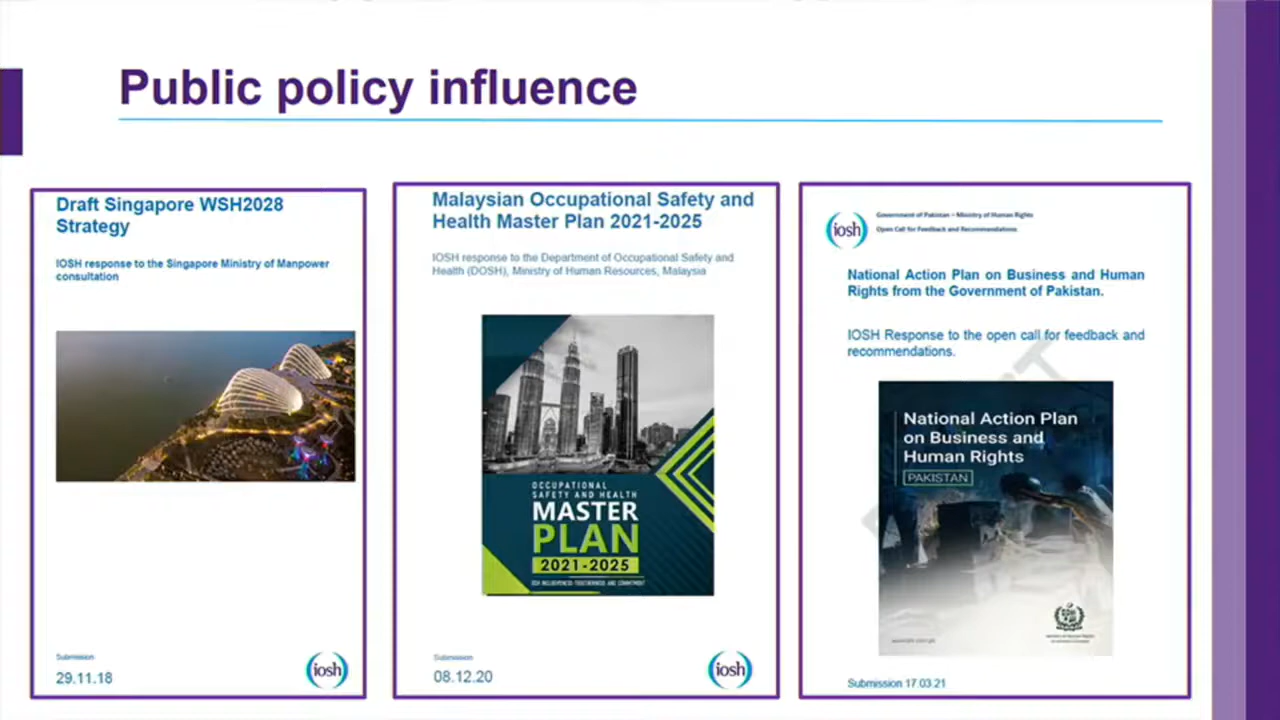 Public policy influence
Draft Singapore WSH2028
Strategy
IOSH response to the Singapore Ministry of Manpower
consultation
Submission
29.11.18
iosh
Malaysian Occupational Safety and
Health Master Plan 2021-2025
IOSH response to the Department of Occupational Safety and
Health (DOSH), Ministry of Human Resources, Malaysia
OCCUPATIONAL
SAFETY AND HEALTH
MASTER
PLAN
2021-2025
Submission
08.12.20
iosh
iosh
Government of Pakistan – Ministry of Human Rights
Open Call for Feedback and Recommendations
National Action Plan on Business and Human
Rights from the Government of Pakistan.
IOSH Response to the open call for feedback and
recommendations.
National Action Plan
on Business and
Human Rights
PAKISTAN
Submission 17.03.21